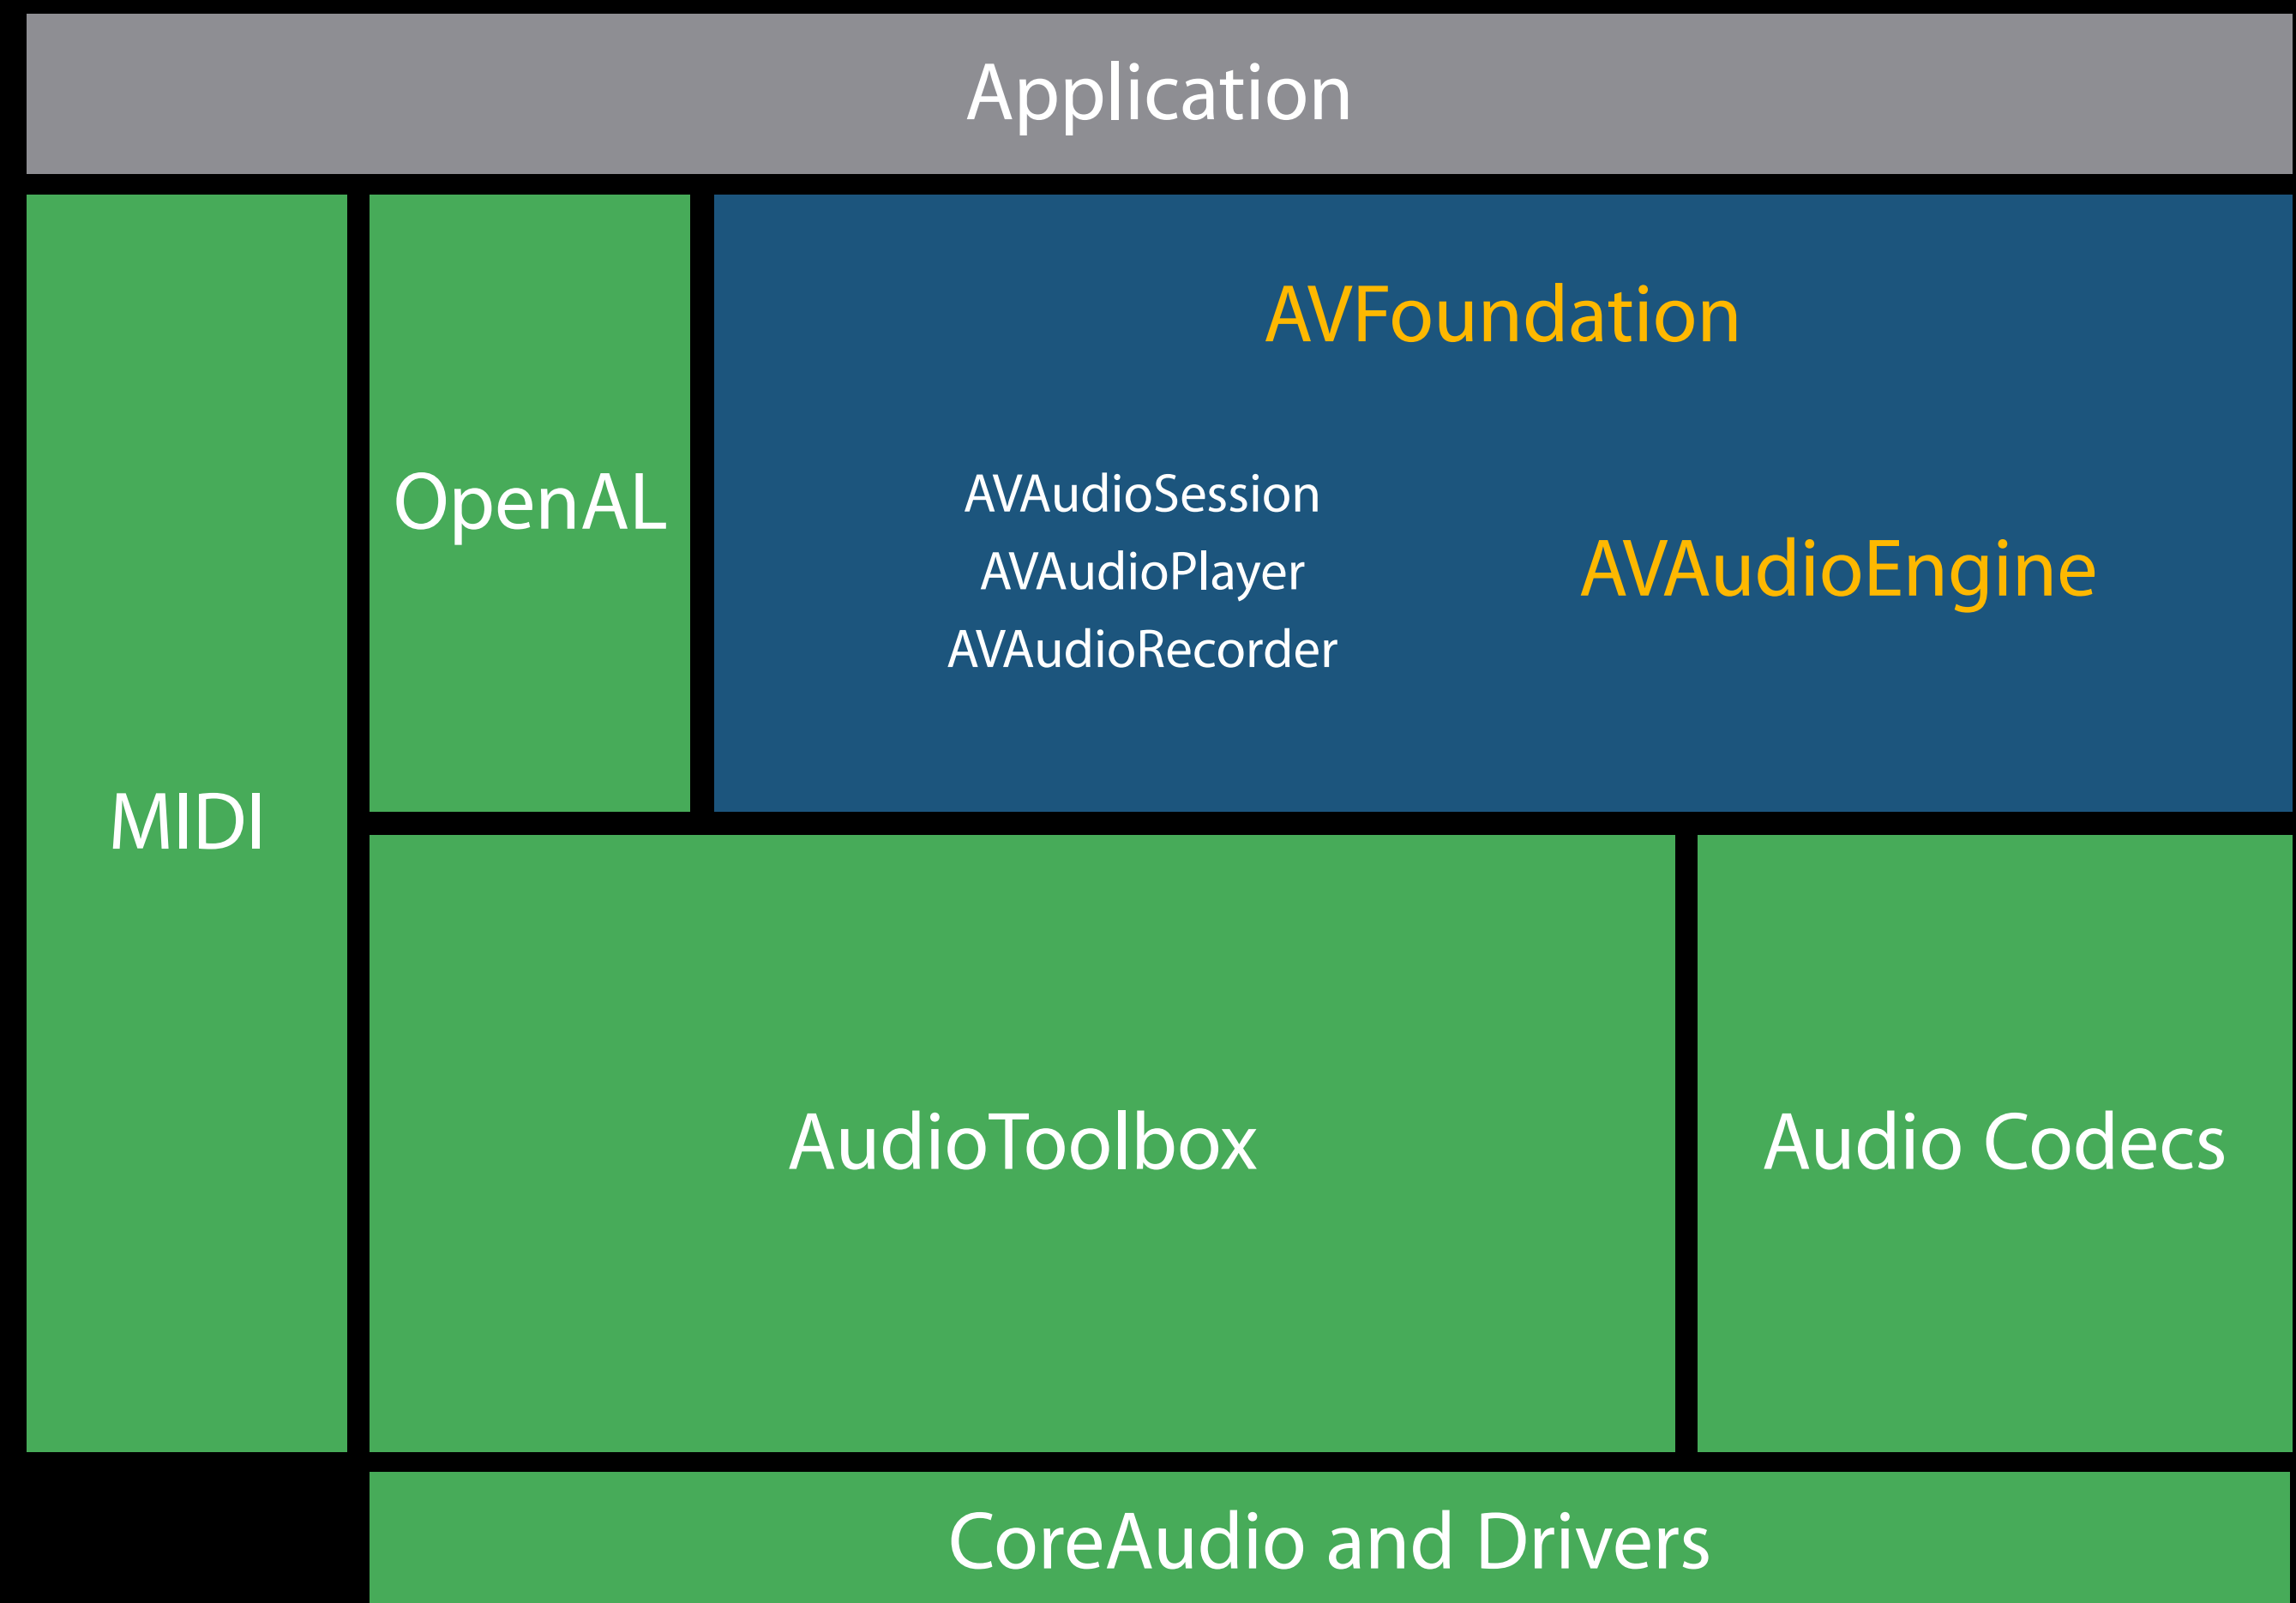 Application
MIDI
OpenAL
AVFoundation
AVAudioSession
AVAudioPlayer
AVAudioRecorder
AVAudioEngine
AudioToolbox
Audio Codecs
CoreAudio and Drivers